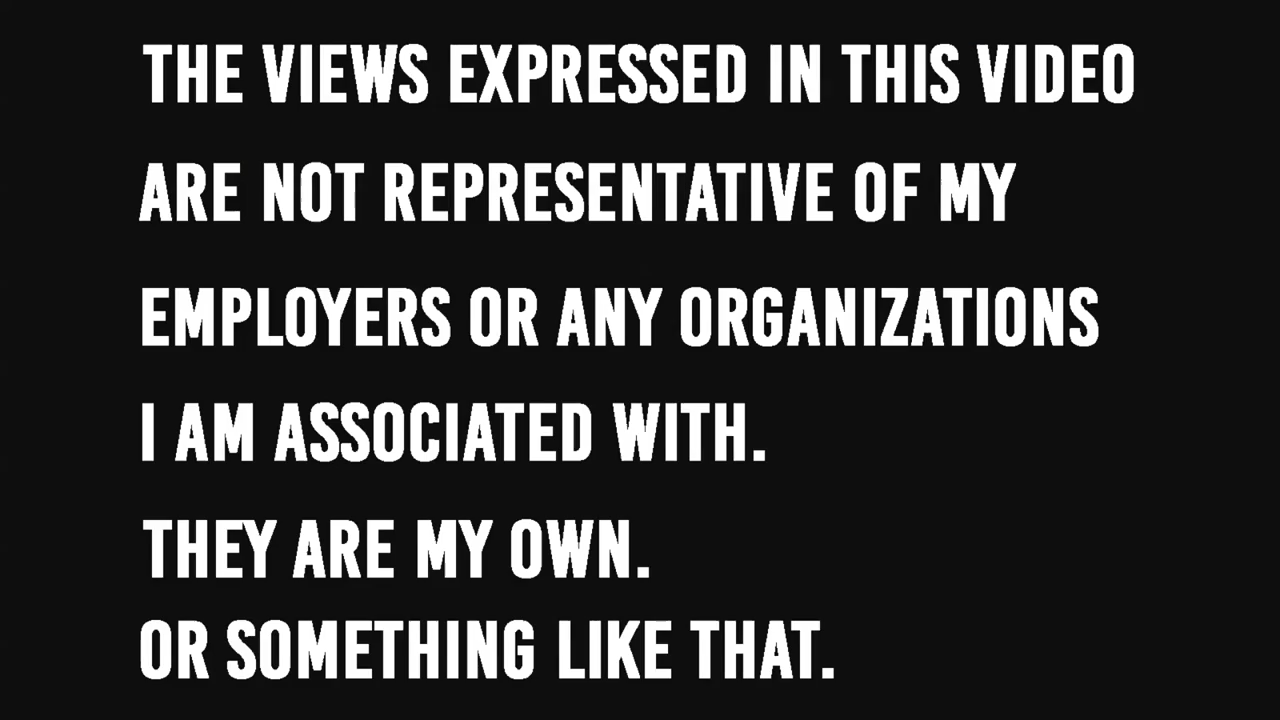 THE VIEWS EXPRESSED IN THIS VIDEO
ARE NOT REPRESENTATIVE OF MY
EMPLOYERS OR ANY ORGANIZATIONS
I AM ASSOCIATED WITH.
THEY ARE MY OWN.
OR SOMETHING LIKE THAT.